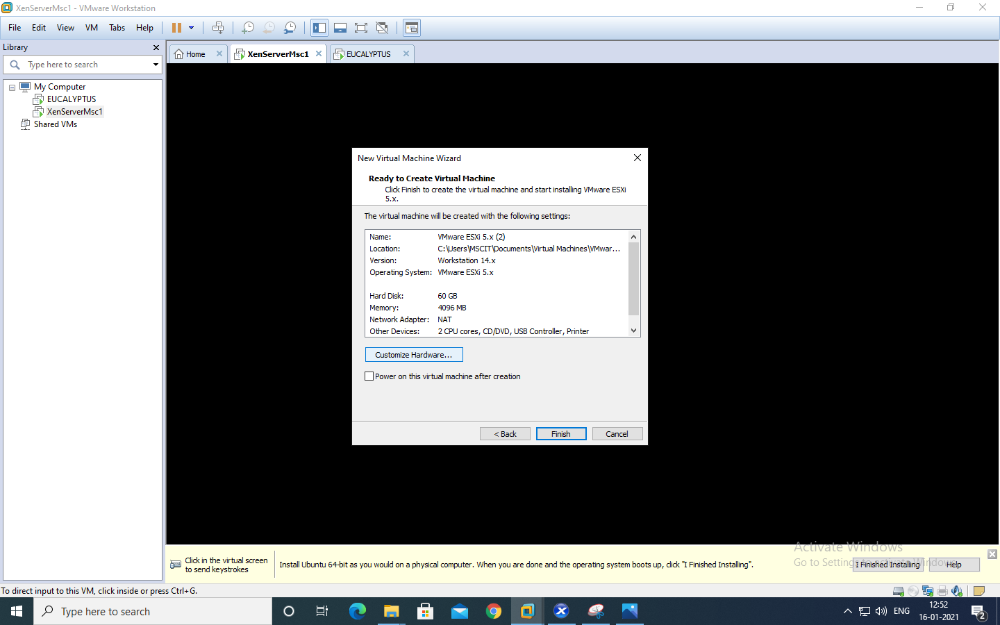 XenServerMsc1 - VMware Workstation
File Edit View VM Tabs Help
Library
Type here to search
My Computer
EUCALYPTUS
XenServerMsc1
Shared VMs
Home XenServerMsc1 EUCALYPTUS
New Virtual Machine Wizard
Ready to Create Virtual Machine
Click Finish to create the virtual machine and start installing VMware ESXi
5.x.
The virtual machine will be created with the following settings:
Name: VMware ESXi 5.x (2)
Location: C:\Users\MSCIT\Documents\Virtual Machines\VMwar...
Version: Workstation 14.x
Operating System: VMware ESXi 5.x
Hard Disk: 60 GB
Memory: 4096 MB
Network Adapter: NAT
Other Devices: 2 CPU cores, CD/DVD, USB Controller, Printer
Customize Hardware...
Power on this virtual machine after creation
< Back Finish Cancel
Click in the virtual screen
to send keystrokes
Install Ubuntu 64-bit as you would on a physical computer. When you are done and the operating system boots up, click "I Finished Installing".
I Finished Installing Help
Activate Windows
Go to Settings to activate Windows.
To direct input to this VM, click inside or press Ctrl+G.
Type here to search
ENG
12:52
16-01-2021
2